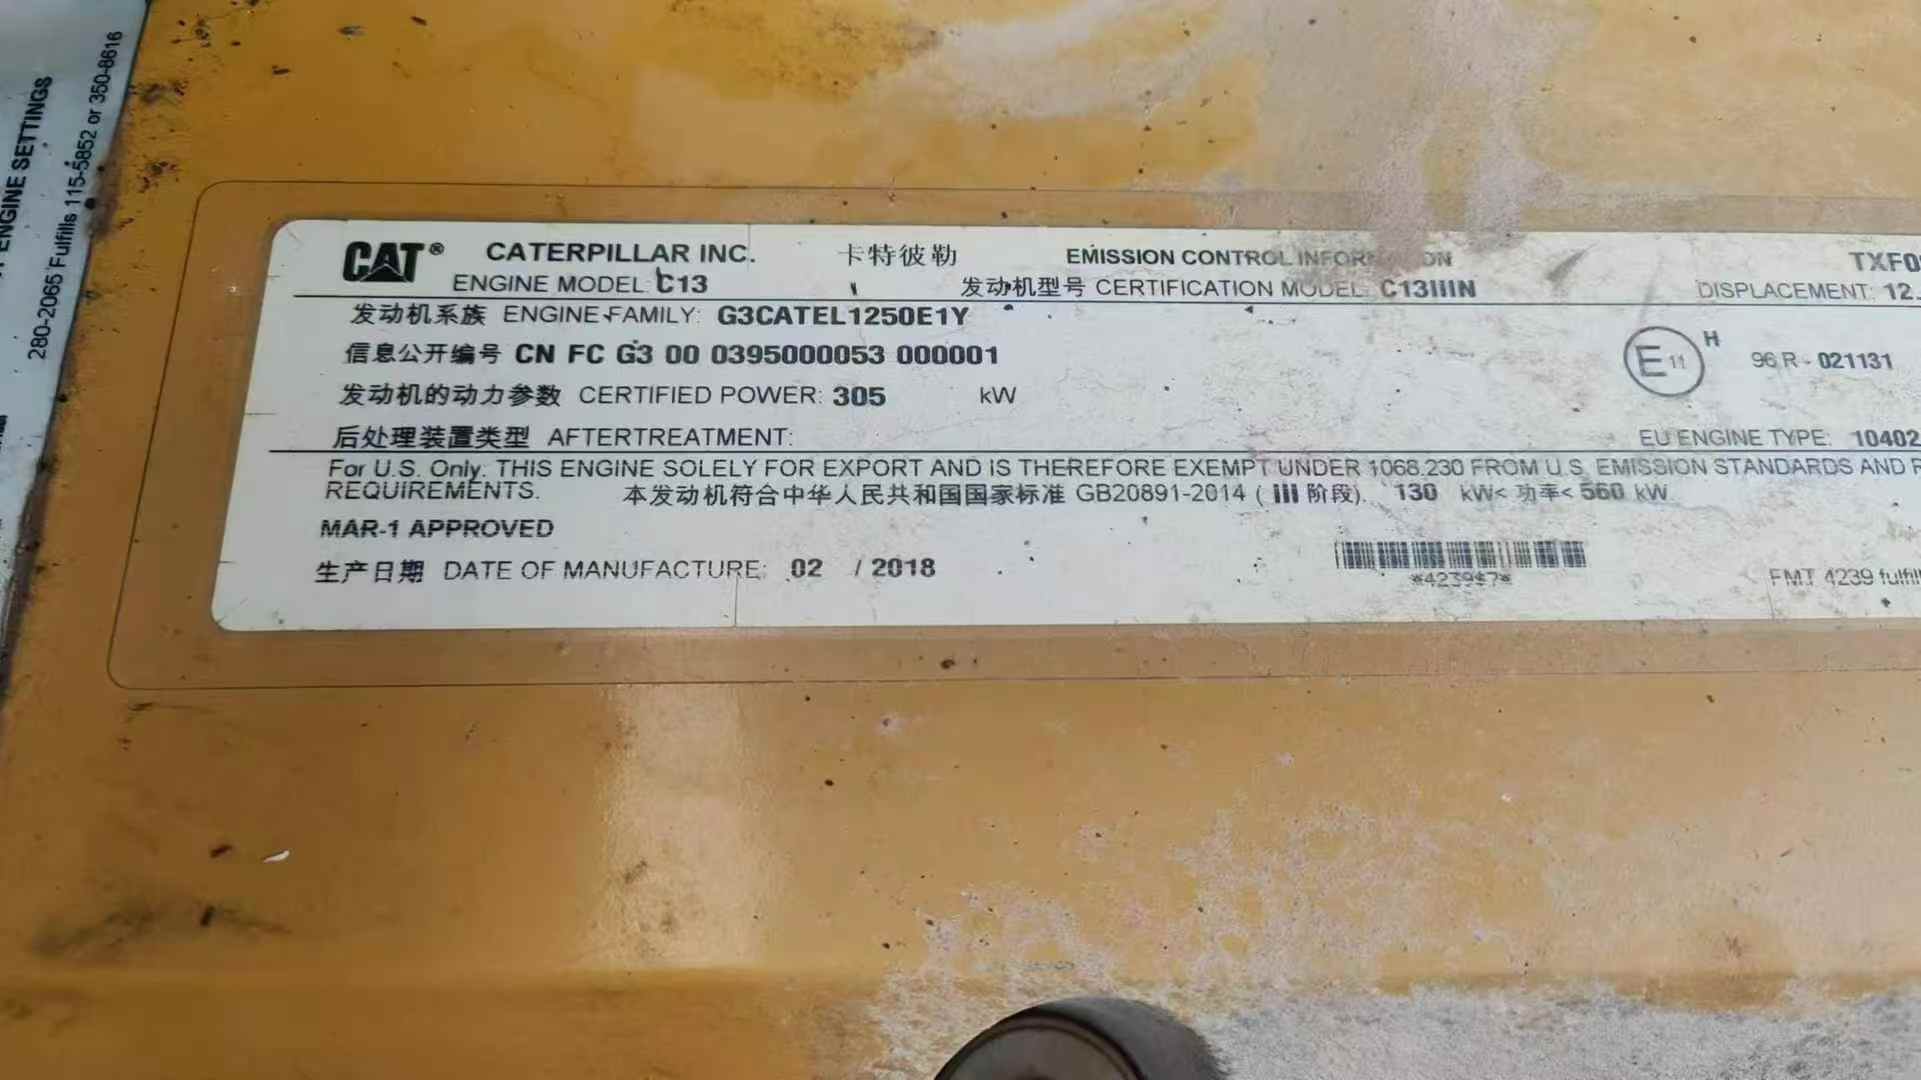 ENGINE SETTINGS
280-2065 Fulfills 115-5852 or 350-8616
CAT® CATERPILLAR INC. 卡特彼勒 EMISSION CONTROL INFORMATION TXF0
ENGINE MODEL: C13 发动机型号 CERTIFICATION MODEL: C13IIIN DISPLACEMENT: 12.
发动机系族 ENGINE FAMILY: G3CATEL1250E1Y
信息公开编号 CN FC G3 00 0395000053 000001
E11 H 96 R - 021131
发动机的动力参数 CERTIFIED POWER: 305 kW
后处理装置类型 AFTERTREATMENT: EU ENGINE TYPE: 10402
For U.S. Only. THIS ENGINE SOLELY FOR EXPORT AND IS THEREFORE EXEMPT UNDER 1068.230 FROM U.S. EMISSION STANDARDS AND
REQUIREMENTS. 本发动机符合中华人民共和国国家标准 GB20891-2014 ( III 阶段). 130 kW< 功率< 560 kW
MAR-1 APPROVED
生产日期 DATE OF MANUFACTURE: 02 / 2018
FMT 4239 fulfill